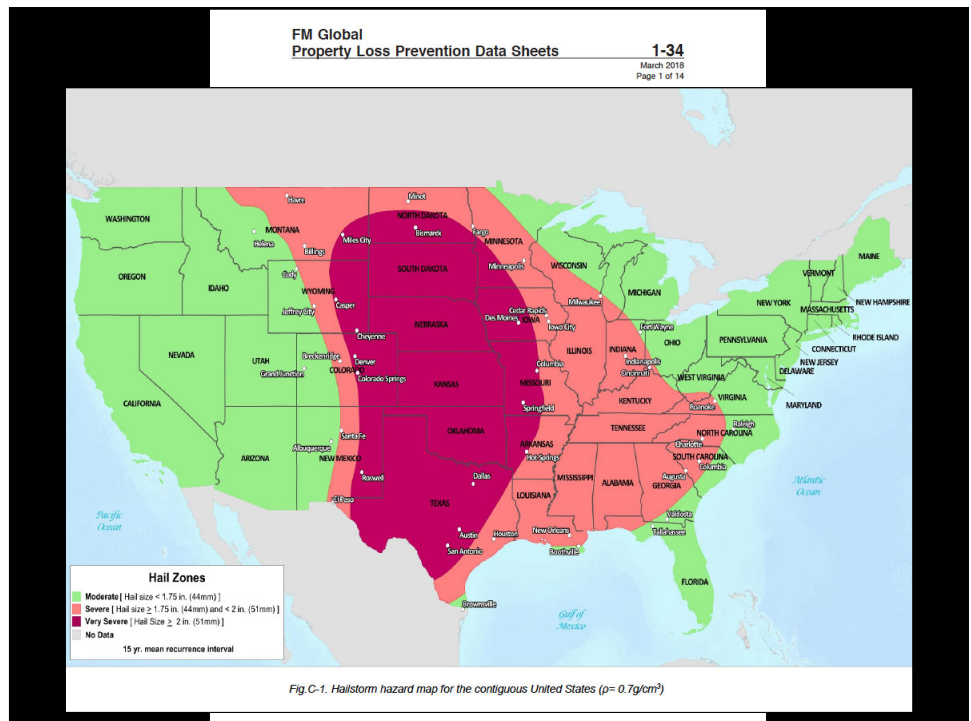 FM Global
Property Loss Prevention Data Sheets
1-34
March 2018
Page 1 of 14
WASHINGTON
OREGON
IDAHO
MONTANA
Havre
Helena
Billings
Miles City
Minot
NORTH DAKOTA
Bismarck
Fargo
MINNESOTA
Minneapolis
WISCONSIN
Milwaukee
MICHIGAN
MAINE
VERMONT
NEW HAMPSHIRE
NEW YORK
MASSACHUSETTS
RHODE ISLAND
CONNECTICUT
NEW JERSEY
DELAWARE
MARYLAND
PENNSYLVANIA
Cody
WYOMING
Jeffrey City
Casper
Cheyenne
SOUTH DAKOTA
NEBRASKA
Cedar Rapids
Des Moines
IOWA
Iowa City
Fort Wayne
OHIO
ILLINOIS
INDIANA
Indianapolis
Cincinnati
WEST VIRGINIA
VIRGINIA
Roanoke
NEVADA
UTAH
CALIFORNIA
Breckenridge
Grand Junction
COLORADO
Denver
Colorado Springs
KANSAS
Columbia
MISSOURI
Springfield
KENTUCKY
TENNESSEE
Raleigh
NORTH CAROLINA
Charlotte
SOUTH CAROLINA
Columbia
Augusta
GEORGIA
ARIZONA
Albuquerque
Santa Fe
NEW MEXICO
Roswell
El Paso
OKLAHOMA
ARKANSAS
Hot Springs
Dallas
TEXAS
Austin
San Antonio
Houston
LOUISIANA
New Orleans
Boothville
MISSISSIPPI
ALABAMA
Valdosta
Tallahassee
FLORIDA
Brownsville
Pacific
Ocean
Atlantic
Ocean
Gulf of
Mexico
Hail Zones
Moderate [ Hail size < 1.75 in. (44mm) ]
Severe [ Hail size ≥ 1.75 in. (44mm) and < 2 in. (51mm) ]
Very Severe [ Hail Size ≥ 2 in. (51mm) ]
No Data
15 yr. mean recurrence interval
Fig.C-1. Hailstorm hazard map for the contiguous United States (ρ= 0.7g/cm³)